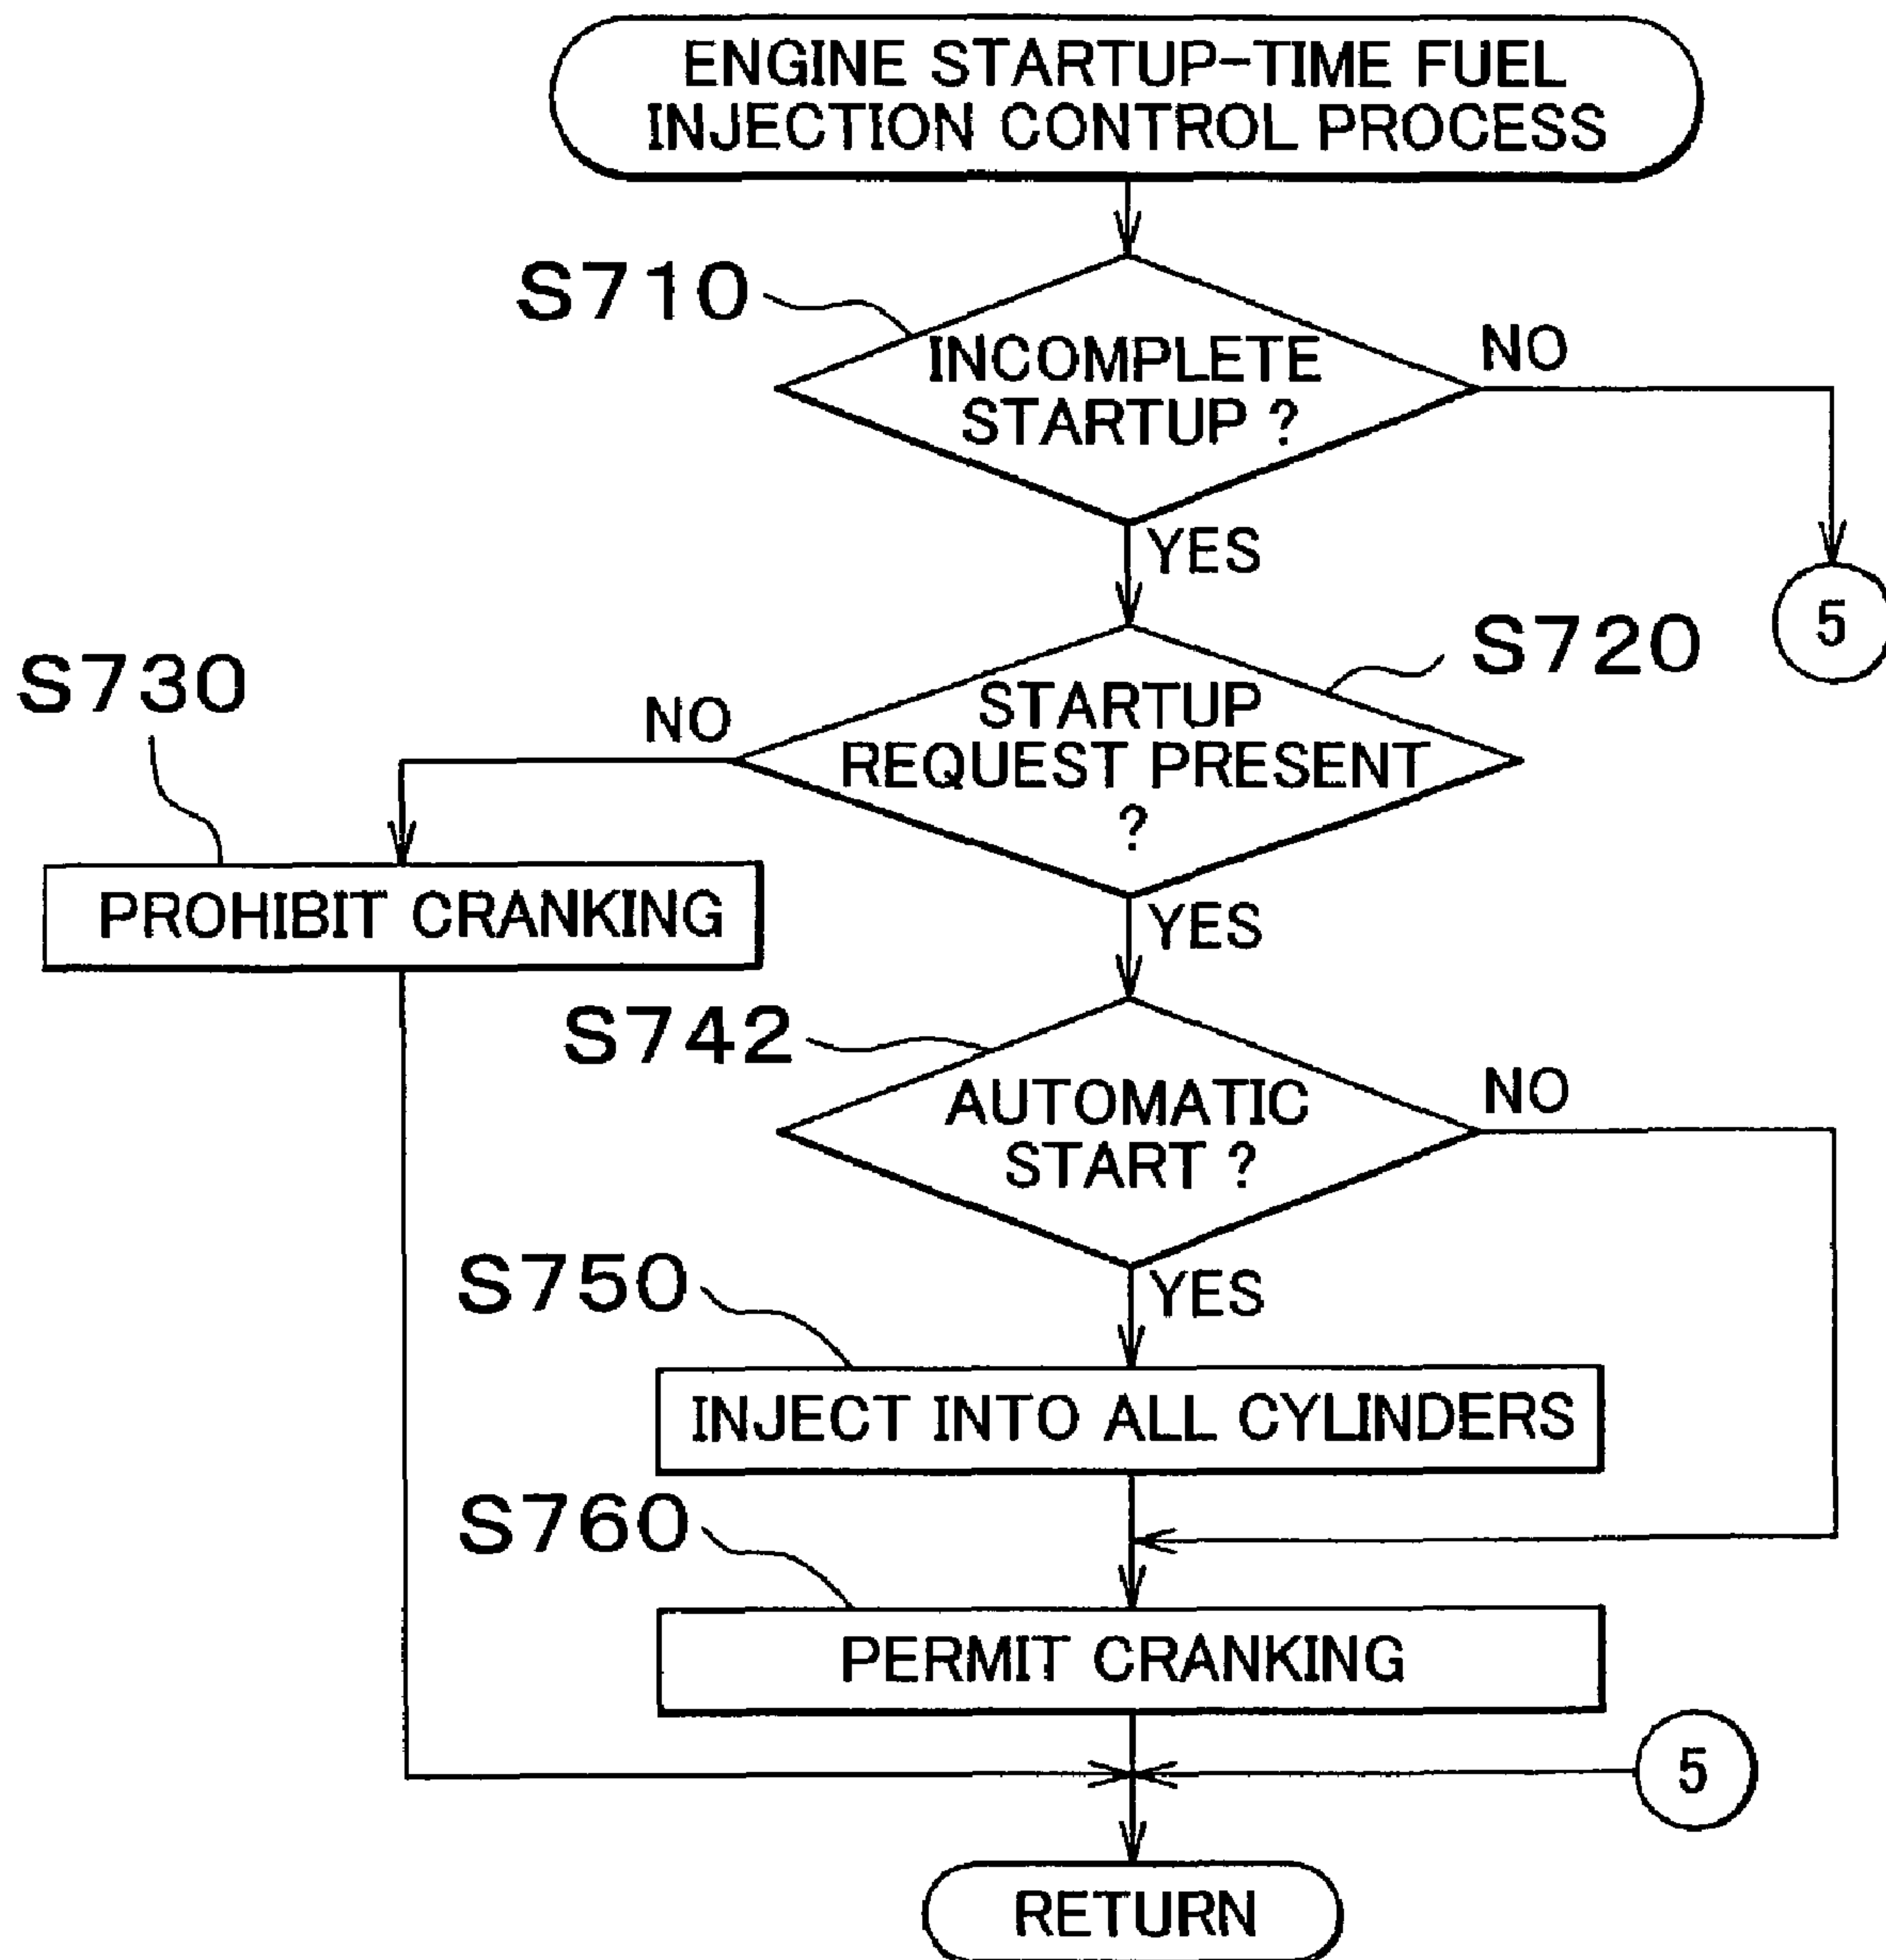 ENGINE STARTUP-TIME FUEL
INJECTION CONTROL PROCESS
S710
INCOMPLETE
STARTUP ?
NO
YES
5
S720
S730
NO
STARTUP
REQUEST PRESENT
?
PROHIBIT CRANKING
YES
S742
AUTOMATIC
START ?
NO
S750
YES
INJECT INTO ALL CYLINDERS
S760
PERMIT CRANKING
5
RETURN